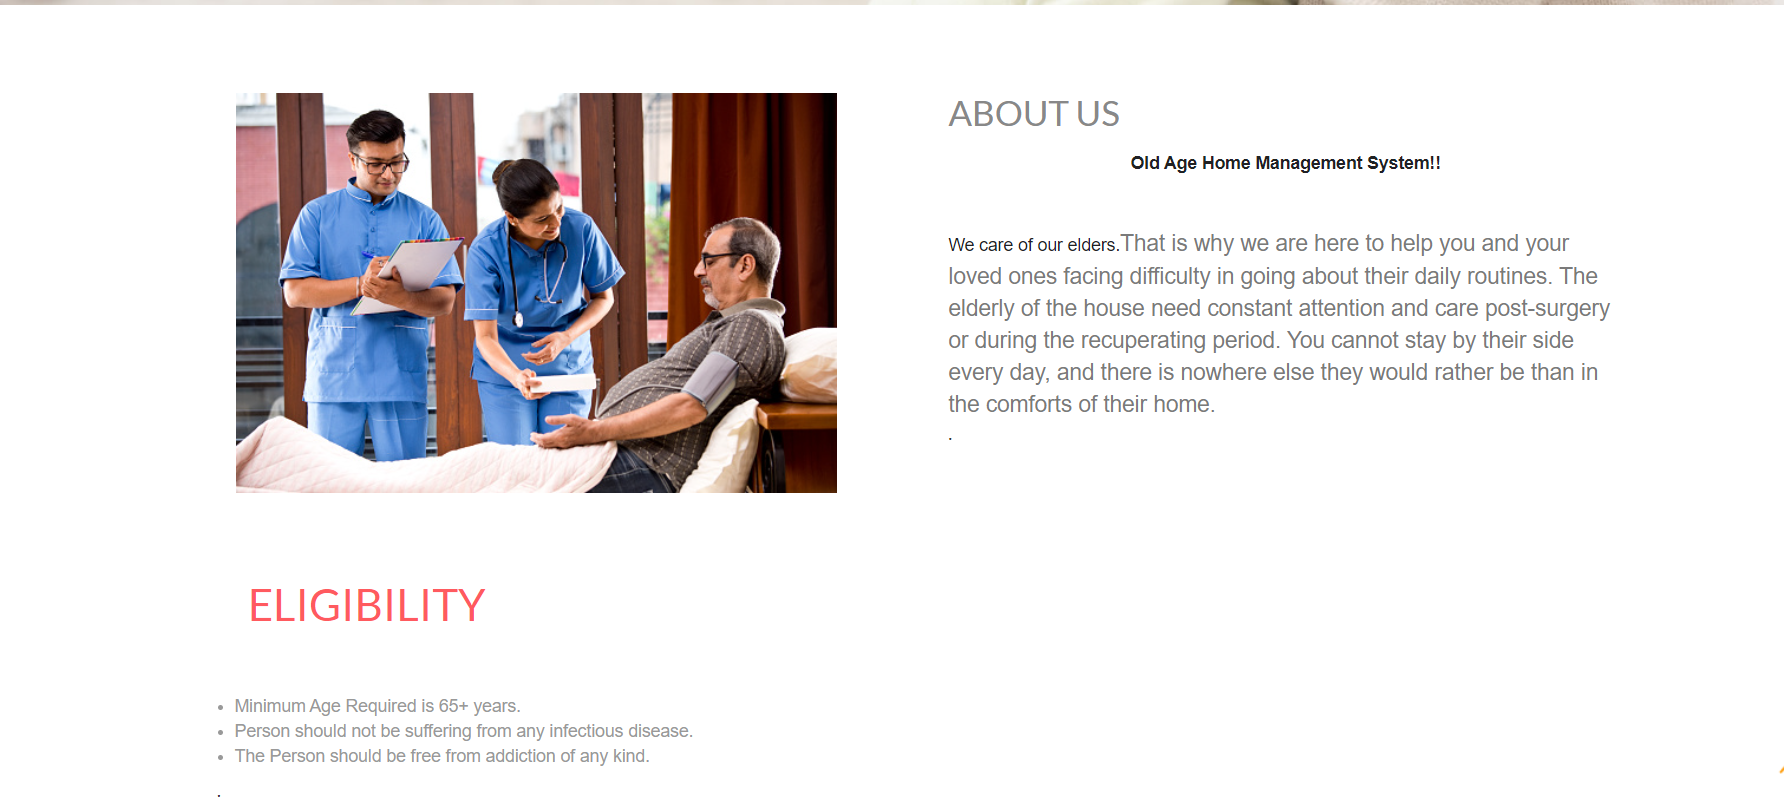 ABOUT US
Old Age Home Management System!!
We care of our elders.That is why we are here to help you and your
loved ones facing difficulty in going about their daily routines. The
elderly of the house need constant attention and care post-surgery
or during the recuperating period. You cannot stay by their side
every day, and there is nowhere else they would rather be than in
the comforts of their home.
.
ELIGIBILITY
• Minimum Age Required is 65+ years.
• Person should not be suffering from any infectious disease.
• The Person should be free from addiction of any kind.
.